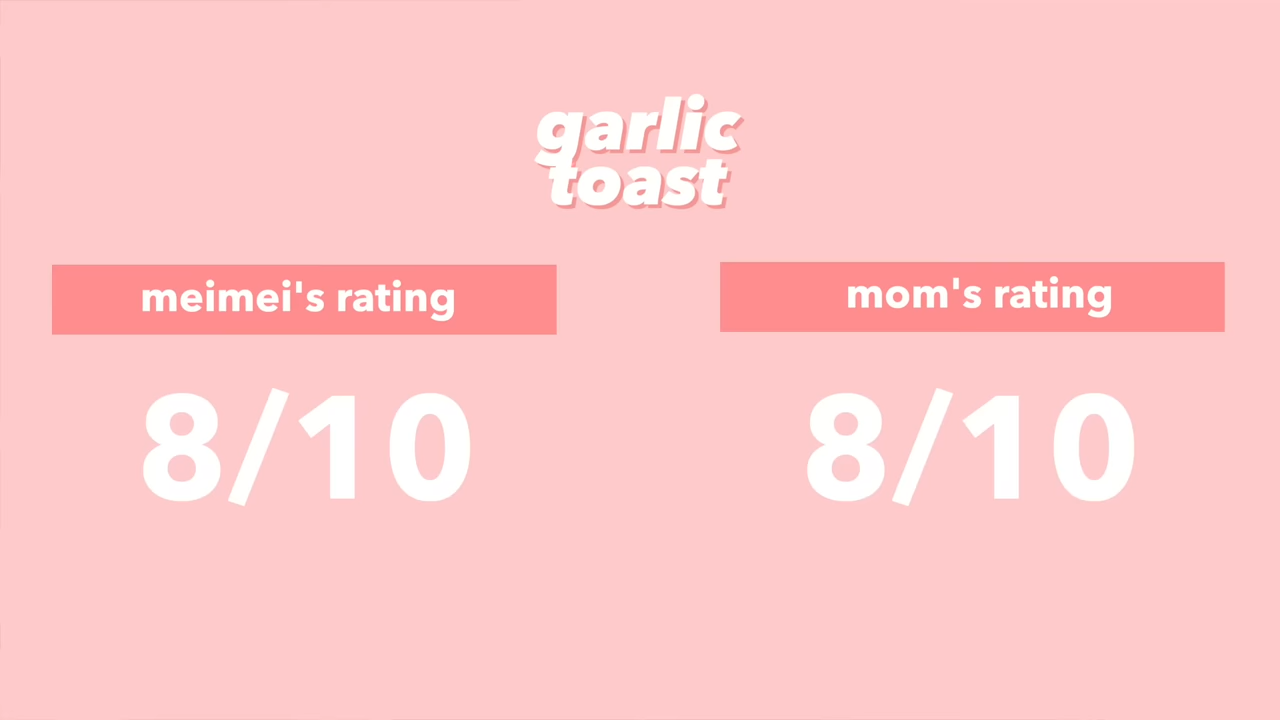 garlic
toast
meimei's rating
8/10
mom's rating
8/10